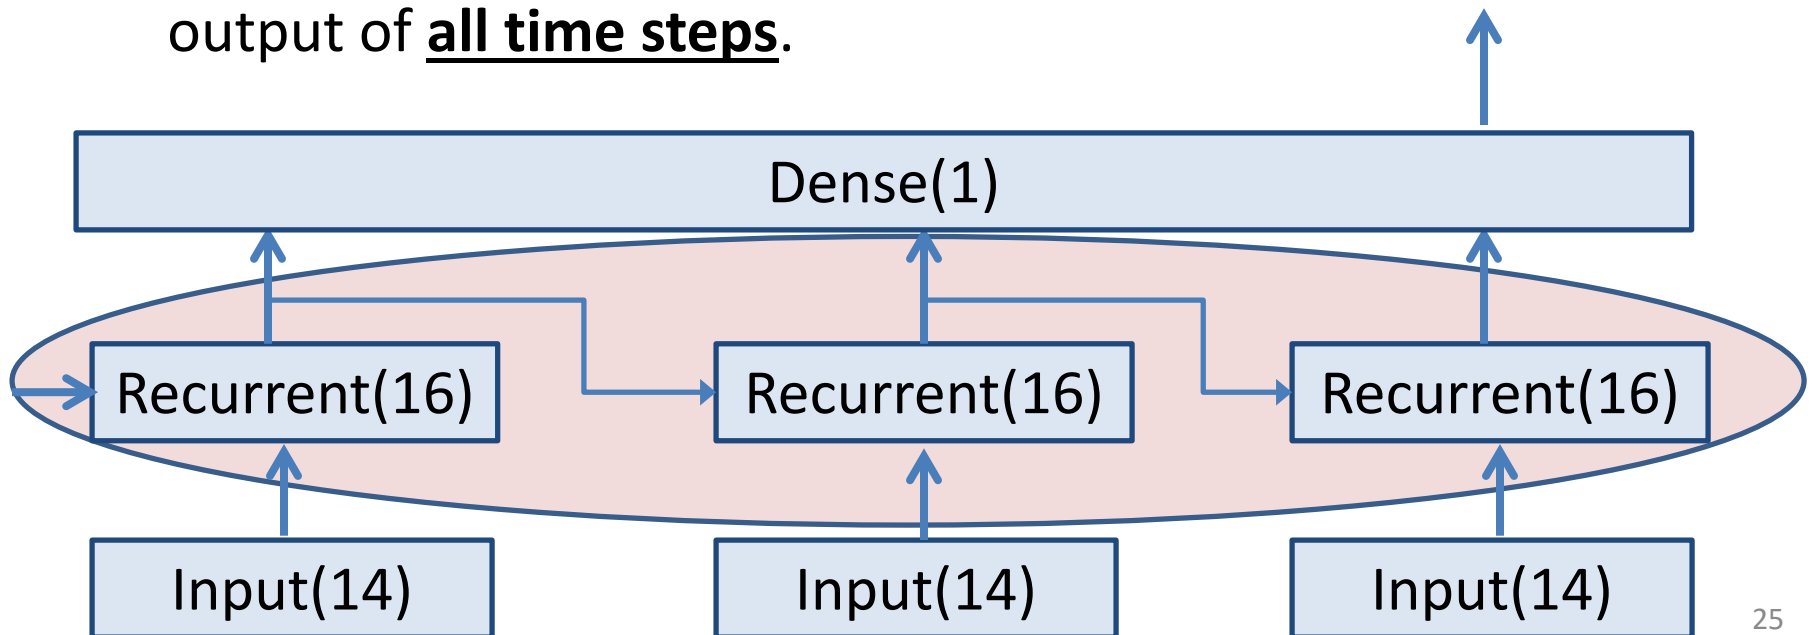 output of all time steps.
Dense(1)
Recurrent(16) Recurrent(16) Recurrent(16)
Input(14) Input(14) Input(14)
25